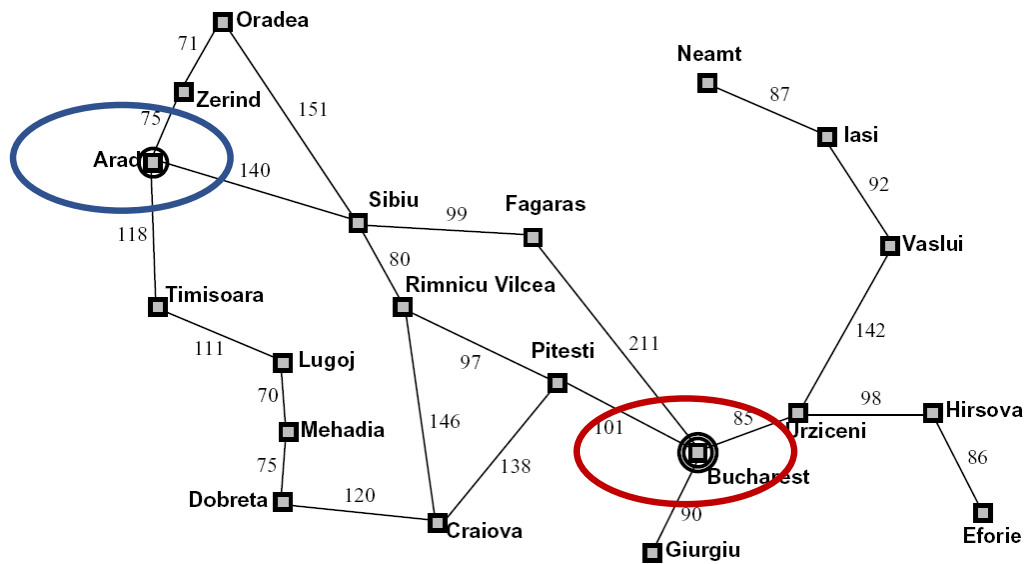 Oradea
71
Neamt
Zerind
87
151
75
Iasi
Arad
140
92
Sibiu
Fagaras
99
118
Vaslui
80
Rimnicu Vilcea
Timisoara
142
211
111
Pitesti
Lugoj
97
70
98
Hirsova
85
146
101
Mehadia
Urziceni
86
138
75
Bucharest
Dobreta
120
90
Craiova
Eforie
Giurgiu